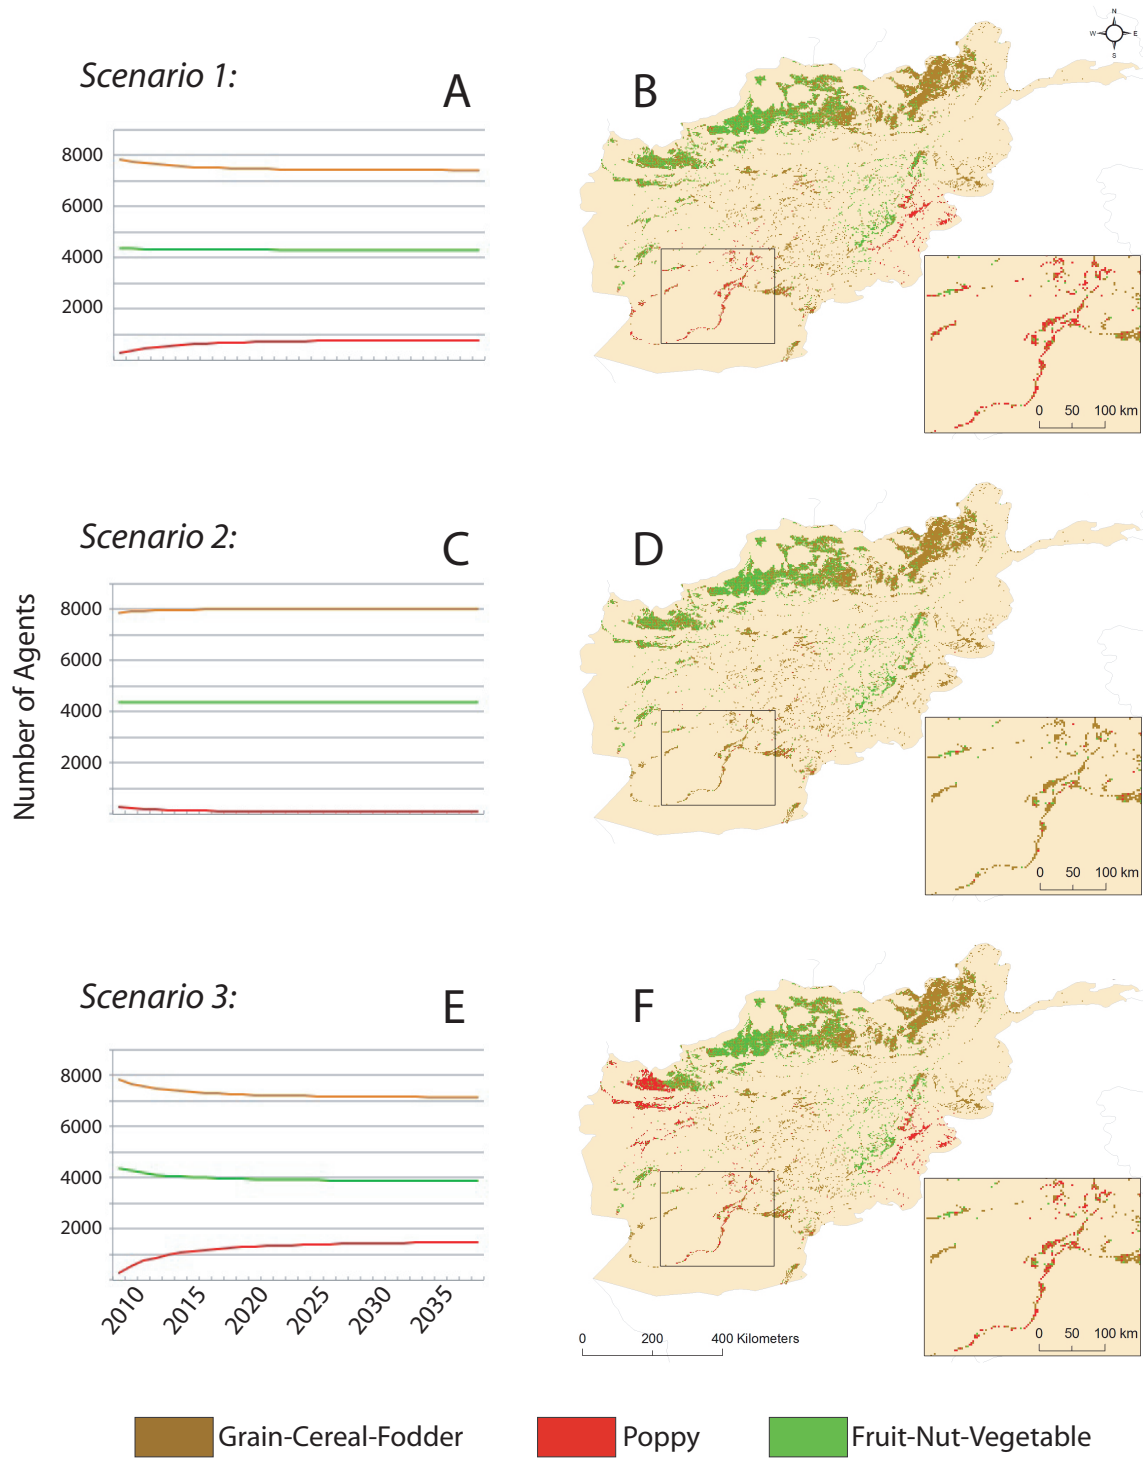 Scenario 1:
A
B
N
W
E
S
8000
6000
4000
2000
0 50 100 km
Scenario 2:
C
D
Number of Agents
8000
6000
4000
2000
0 50 100 km
Scenario 3:
E
F
8000
6000
4000
2000
2010 2015 2020 2025 2030 2035
0 50 100 km
0 200 400 Kilometers
Grain-Cereal-Fodder
Poppy
Fruit-Nut-Vegetable